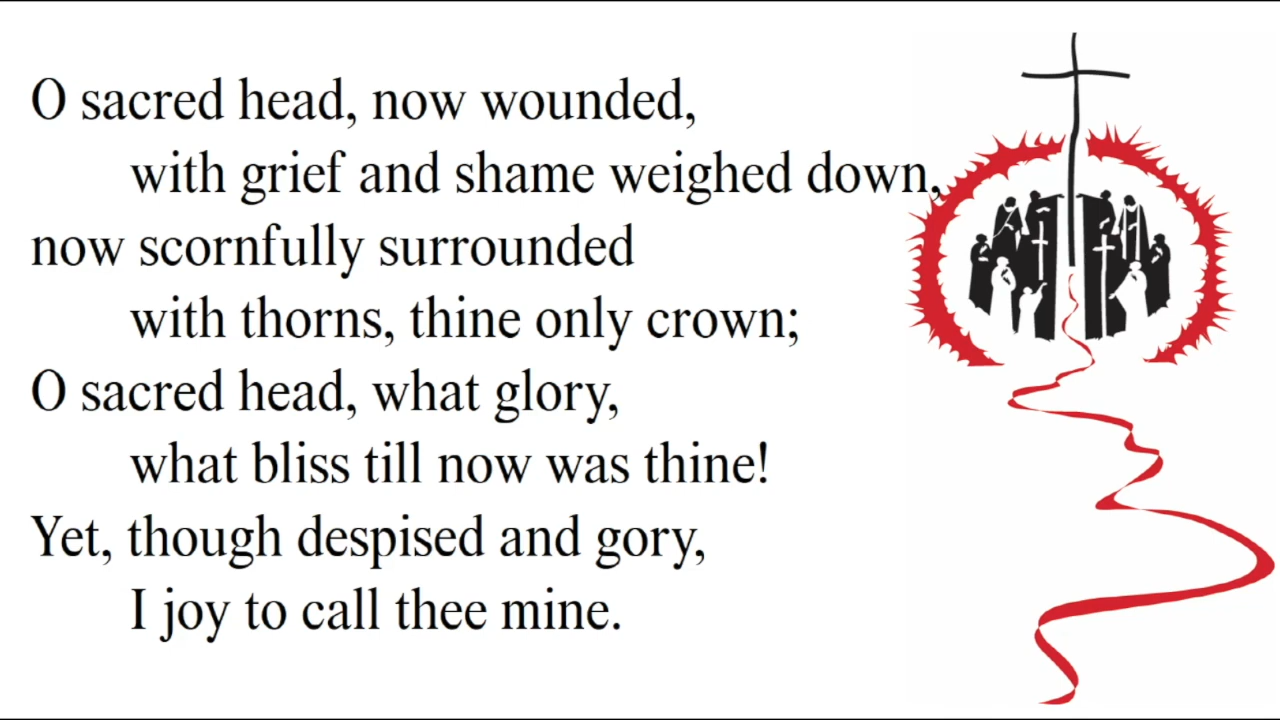 O sacred head, now wounded,
with grief and shame weighed down,
now scornfully surrounded
with thorns, thine only crown;
O sacred head, what glory,
what bliss till now was thine!
Yet, though despised and gory,
I joy to call thee mine.